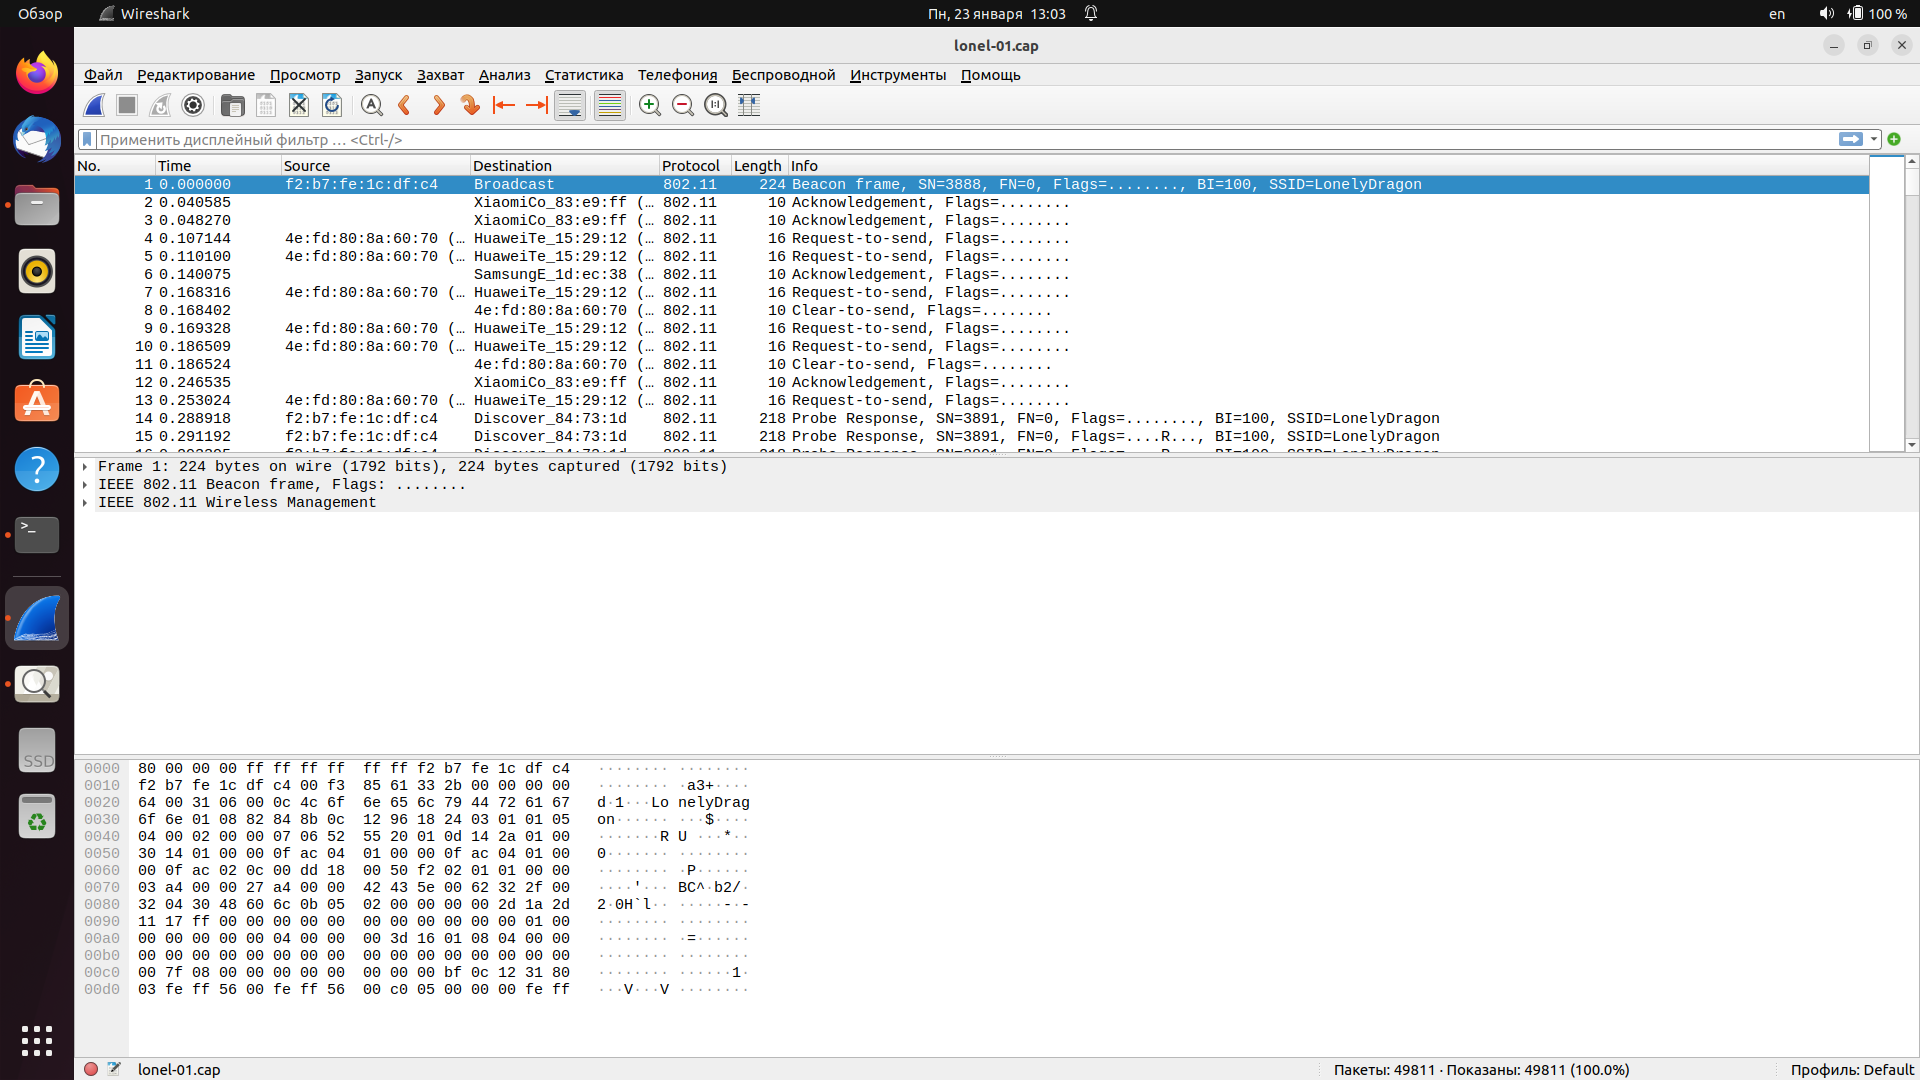 Обзор Wireshark Пн, 23 января 13:03 en 100 %
lonel-01.cap
Файл Редактирование Просмотр Запуск Захват Анализ Статистика Телефония Беспроводной Инструменты Помощь
Применить дисплейный фильтр … <Ctrl-/>
No. Time Source Destination Protocol Length Info
1 0.000000 f2:b7:fe:1c:df:c4 Broadcast 802.11 224 Beacon frame, SN=3888, FN=0, Flags=........, BI=100, SSID=LonelyDragon
2 0.040585 XiaomiCo_83:e9:ff (… 802.11 10 Acknowledgement, Flags=........
3 0.048270 XiaomiCo_83:e9:ff (… 802.11 10 Acknowledgement, Flags=........
4 0.107144 4e:fd:80:8a:60:70 (… HuaweiTe_15:29:12 (… 802.11 16 Request-to-send, Flags=........
5 0.110100 4e:fd:80:8a:60:70 (… HuaweiTe_15:29:12 (… 802.11 16 Request-to-send, Flags=........
6 0.140075 SamsungE_1d:ec:38 (… 802.11 10 Acknowledgement, Flags=........
7 0.168316 4e:fd:80:8a:60:70 (… HuaweiTe_15:29:12 (… 802.11 16 Request-to-send, Flags=........
8 0.168402 4e:fd:80:8a:60:70 (… 802.11 10 Clear-to-send, Flags=........
9 0.169328 4e:fd:80:8a:60:70 (… HuaweiTe_15:29:12 (… 802.11 16 Request-to-send, Flags=........
10 0.186509 4e:fd:80:8a:60:70 (… HuaweiTe_15:29:12 (… 802.11 16 Request-to-send, Flags=........
11 0.186524 4e:fd:80:8a:60:70 (… 802.11 10 Clear-to-send, Flags=........
12 0.246535 XiaomiCo_83:e9:ff (… 802.11 10 Acknowledgement, Flags=........
13 0.253024 4e:fd:80:8a:60:70 (… HuaweiTe_15:29:12 (… 802.11 16 Request-to-send, Flags=........
14 0.288918 f2:b7:fe:1c:df:c4 Discover_84:73:1d 802.11 218 Probe Response, SN=3891, FN=0, Flags=........, BI=100, SSID=LonelyDragon
15 0.291192 f2:b7:fe:1c:df:c4 Discover_84:73:1d 802.11 218 Probe Response, SN=3891, FN=0, Flags=....R..., BI=100, SSID=LonelyDragon
Frame 1: 224 bytes on wire (1792 bits), 224 bytes captured (1792 bits)
IEEE 802.11 Beacon frame, Flags: ........
IEEE 802.11 Wireless Management
0000 80 00 00 00 ff ff ff ff ff ff f2 b7 fe 1c df c4 ········ ········
0010 f2 b7 fe 1c df c4 00 f3 85 61 33 2b 00 00 00 00 ········ ·a3+····
0020 64 00 31 06 00 0c 4c 6f 6e 65 6c 79 44 72 61 67 d·1···Lo nelyDrag
0030 6f 6e 01 08 82 84 8b 0c 12 96 18 24 03 01 01 05 on······ ···$····
0040 04 00 02 00 00 07 06 52 55 20 01 0d 14 2a 01 00 ·······R U ···*··
0050 30 14 01 00 00 0f ac 04 01 00 00 0f ac 04 01 00 0······· ········
0060 00 0f ac 02 0c 00 dd 18 00 50 f2 02 01 01 00 00 ········ ·P······
0070 03 a4 00 00 27 a4 00 00 42 43 5e 00 62 32 2f 00 ····'··· BC^·b2/·
0080 32 04 30 48 60 6c 0b 05 02 00 00 00 00 2d 1a 2d 2·0H`l·· ·····-·-
0090 11 17 ff 00 00 00 00 00 00 00 00 00 00 00 01 00 ········ ········
00a0 00 00 00 00 00 04 00 00 00 3d 16 01 08 04 00 00 ········ ·=······
00b0 00 00 00 00 00 00 00 00 00 00 00 00 00 00 00 00 ········ ········
00c0 00 7f 08 00 00 00 00 00 00 00 00 bf 0c 12 31 80 ········ ······1·
00d0 03 fe ff 56 00 fe ff 56 00 c0 05 00 00 00 fe ff ···V···V ········
SSD
lonel-01.cap Пакеты: 49811 · Показаны: 49811 (100.0%) Профиль: Default